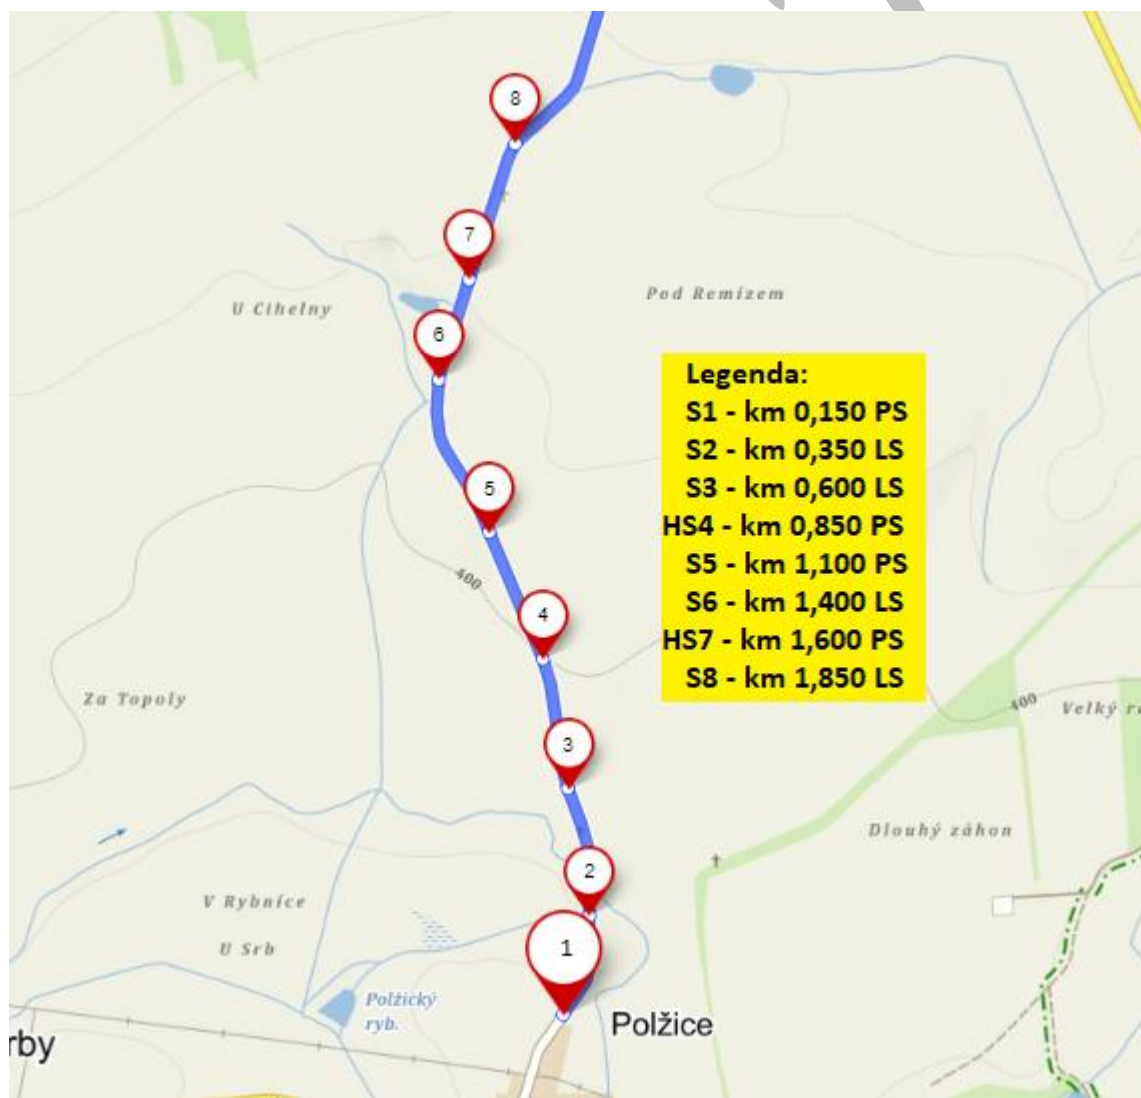 8
7
U Cihelny
Pod Remízem
6
Legenda:
S1 - km 0,150 PS
S2 - km 0,350 LS
S3 - km 0,600 LS
HS4 - km 0,850 PS
S5 - km 1,100 PS
S6 - km 1,400 LS
HS7 - km 1,600 PS
S8 - km 1,850 LS
5
400
4
Za Topoly
400
Velký
3
Dlouhý záhon
2
V Rybníce
U Srb
1
Polžický
ryb.
Polžice
rby